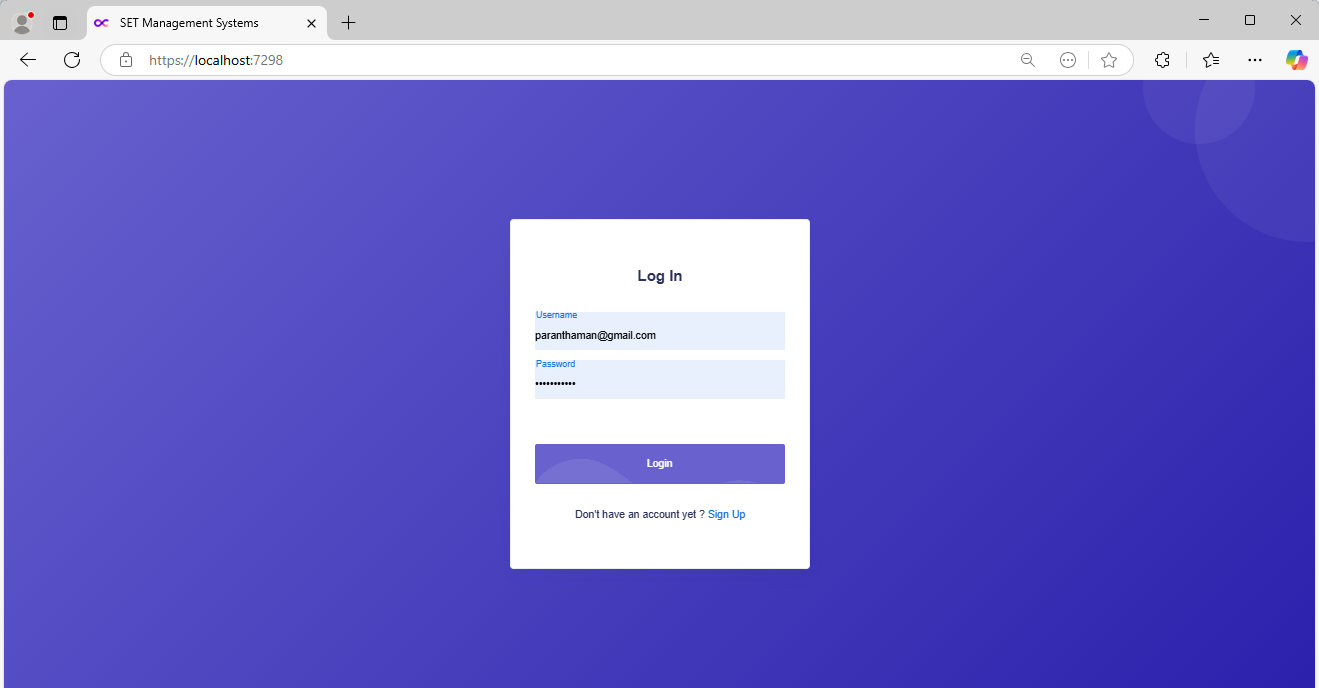 SET Management Systems
https://localhost:7298
Log In
Username
paranthaman@gmail.com
Password
•••••••••••
Login
Don't have an account yet ? Sign Up